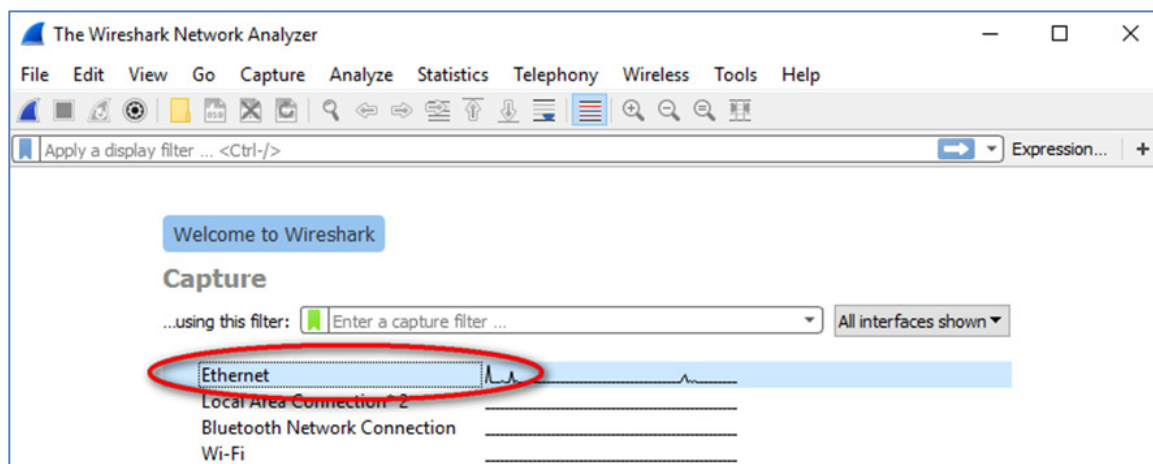 The Wireshark Network Analyzer
File Edit View Go Capture Analyze Statistics Telephony Wireless Tools Help
Apply a display filter ... <Ctrl-/> Expression... +
Welcome to Wireshark
Capture
...using this filter: Enter a capture filter ... All interfaces shown
Ethernet
Local Area Connection* 2
Bluetooth Network Connection
Wi-Fi